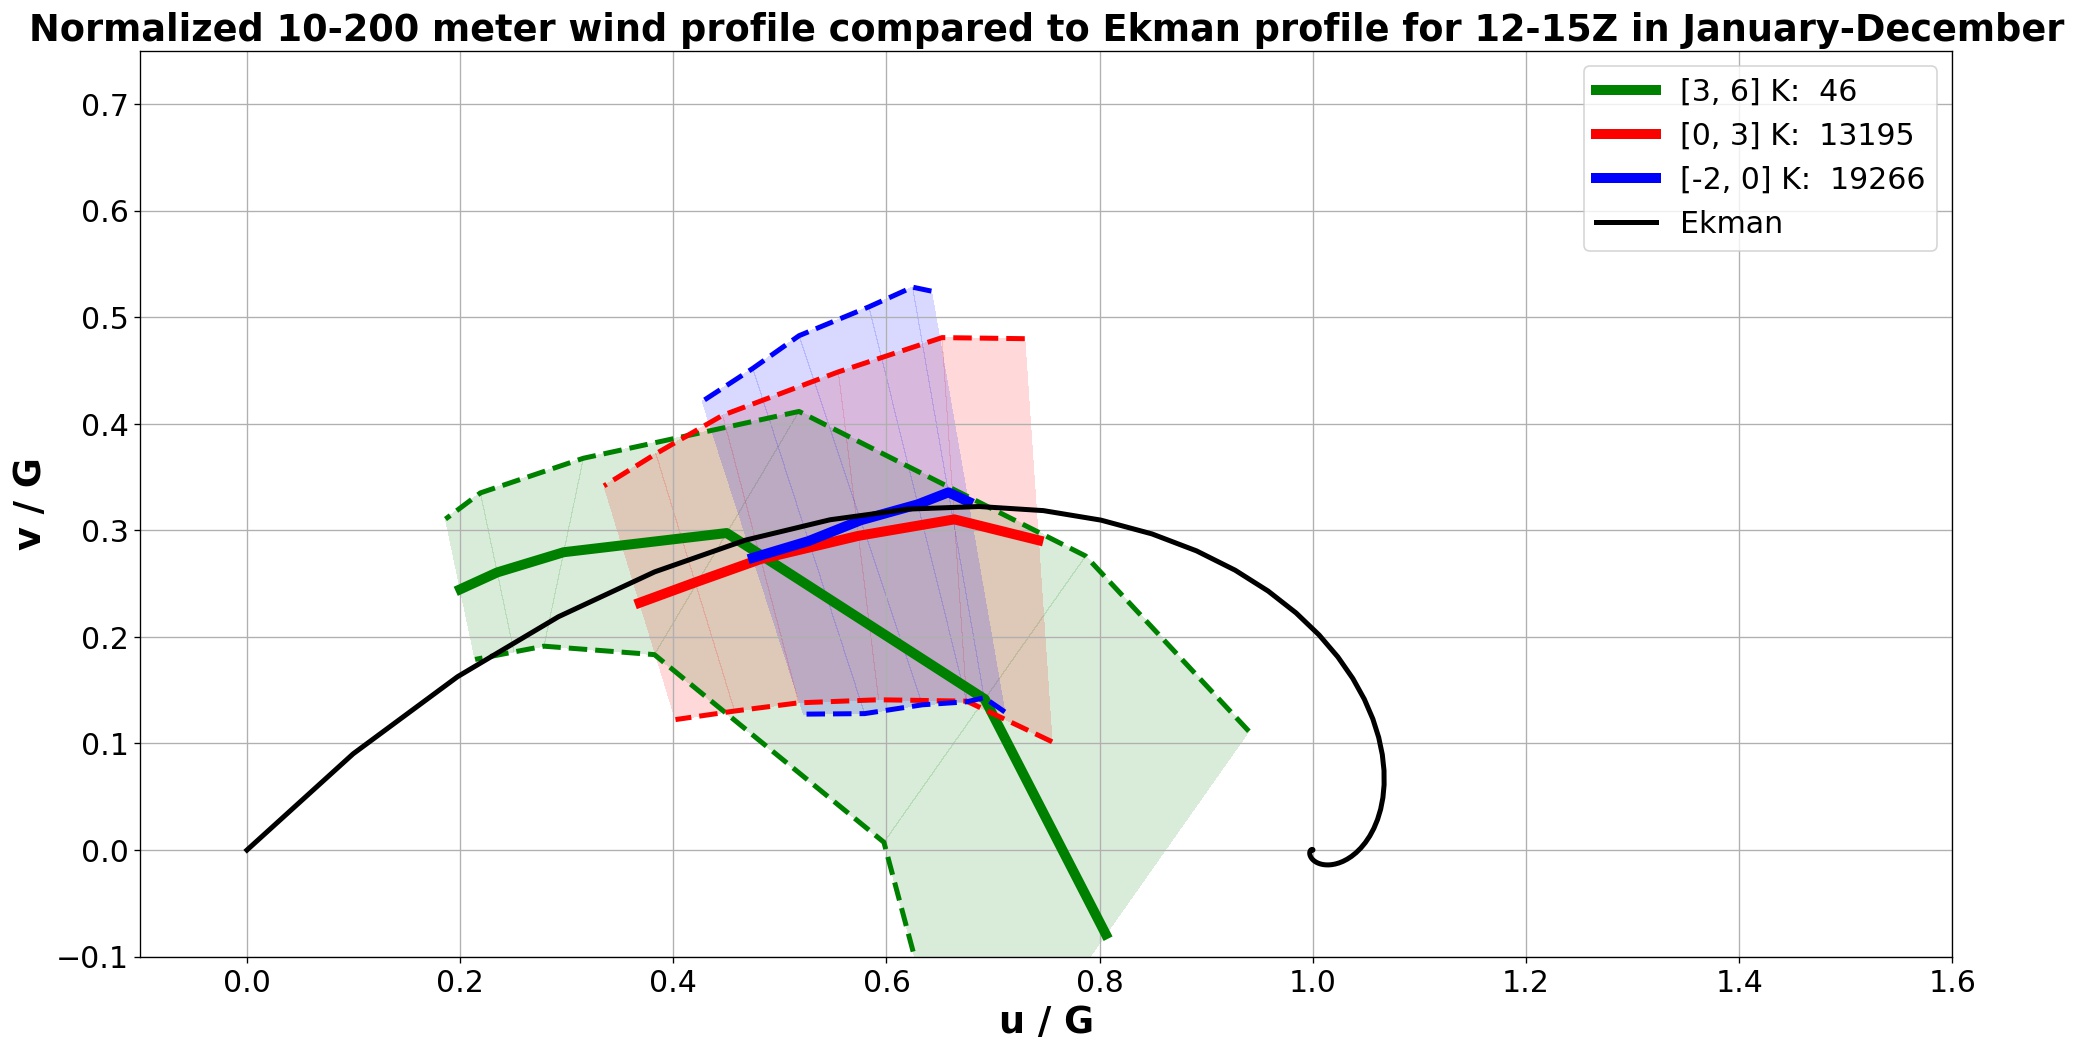 Normalized 10-200 meter wind profile compared to Ekman profile for 12-15Z in January-December
[3, 6] K:  46
[0, 3] K:  13195
[-2, 0] K:  19266
Ekman
v / G
0.7
0.6
0.5
0.4
0.3
0.2
0.1
0.0
−0.1
0.0 0.2 0.4 0.6 0.8 1.0 1.2 1.4 1.6
u / G